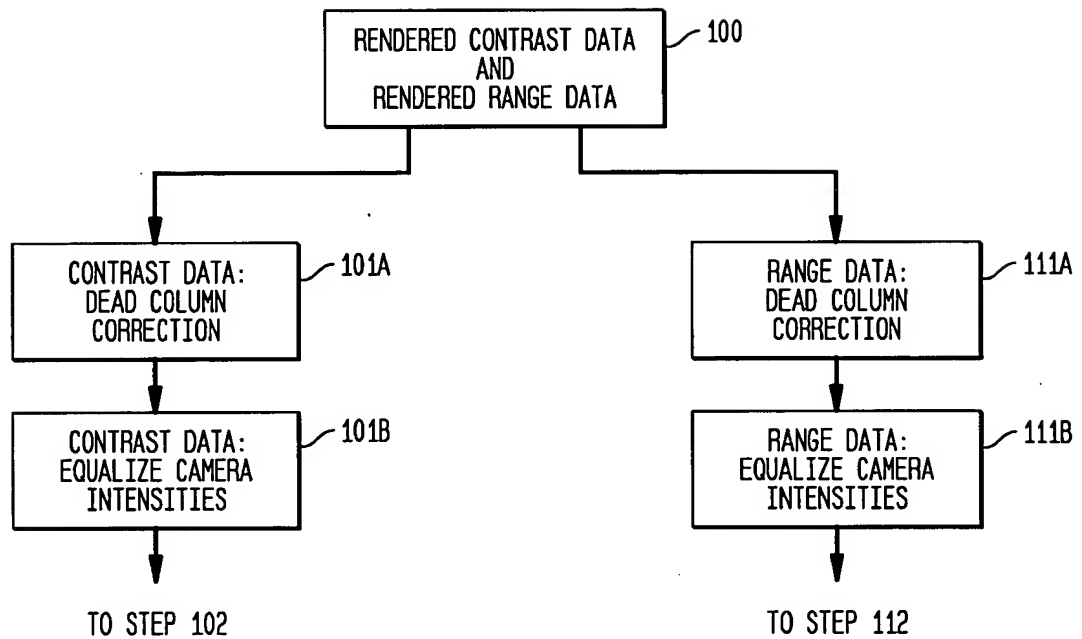 RENDERED CONTRAST DATA
AND
RENDERED RANGE DATA
100
CONTRAST DATA:
DEAD COLUMN
CORRECTION
101A
RANGE DATA:
DEAD COLUMN
CORRECTION
111A
CONTRAST DATA:
EQUALIZE CAMERA
INTENSITIES
101B
RANGE DATA:
EQUALIZE CAMERA
INTENSITIES
111B
TO STEP 102
TO STEP 112